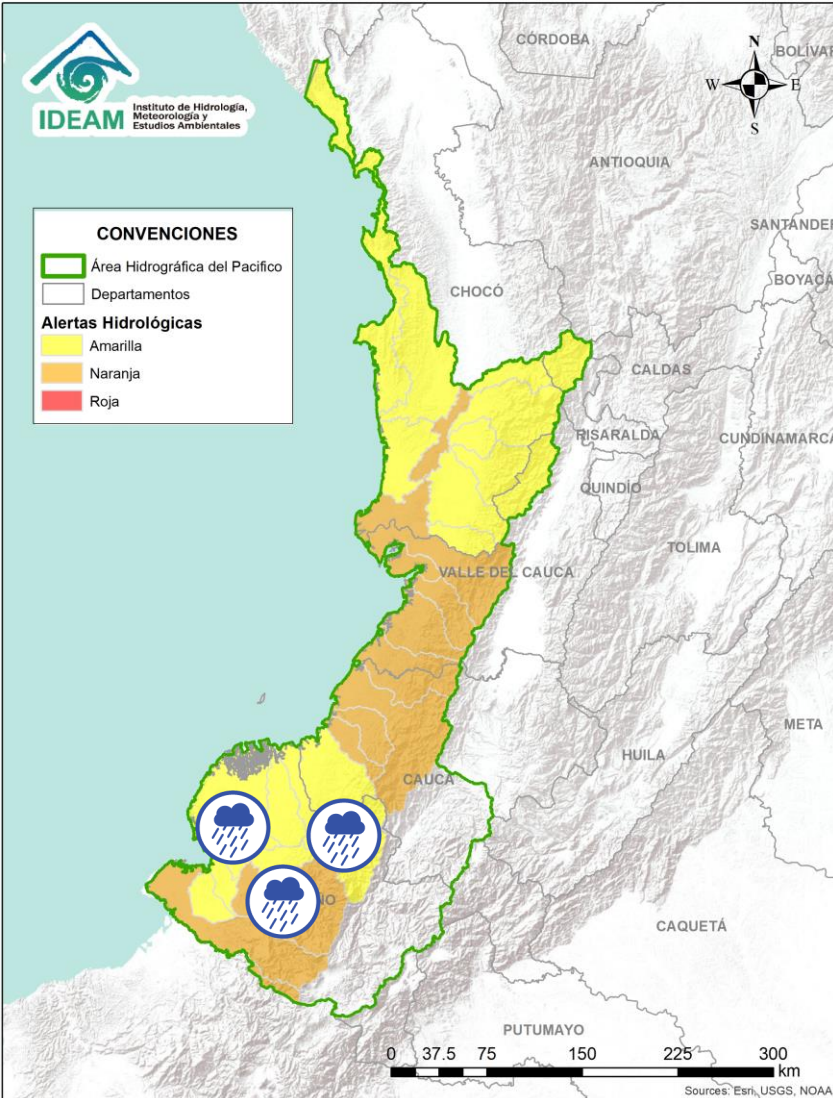 IDEAM
Instituto de Hidrología,
Meteorología y
Estudios Ambientales
CÓRDOBA
BOLÍVAR
N
W
E
S
ANTIOQUIA
SANTANDER
BOYACÁ
CONVENCIONES
Área Hidrográfica del Pacifico
Departamentos
Alertas Hidrológicas
Amarilla
Naranja
Roja
CHOCÓ
CALDAS
RISARALDA
CUNDINAMARCA
QUINDÍO
TOLIMA
VALLE DEL CAUCA
META
HUILA
CAUCA
ÑO
CAQUETÁ
PUTUMAYO
0 37.5 75 150 225 300
km
Sources: Esri, USGS, NOAA